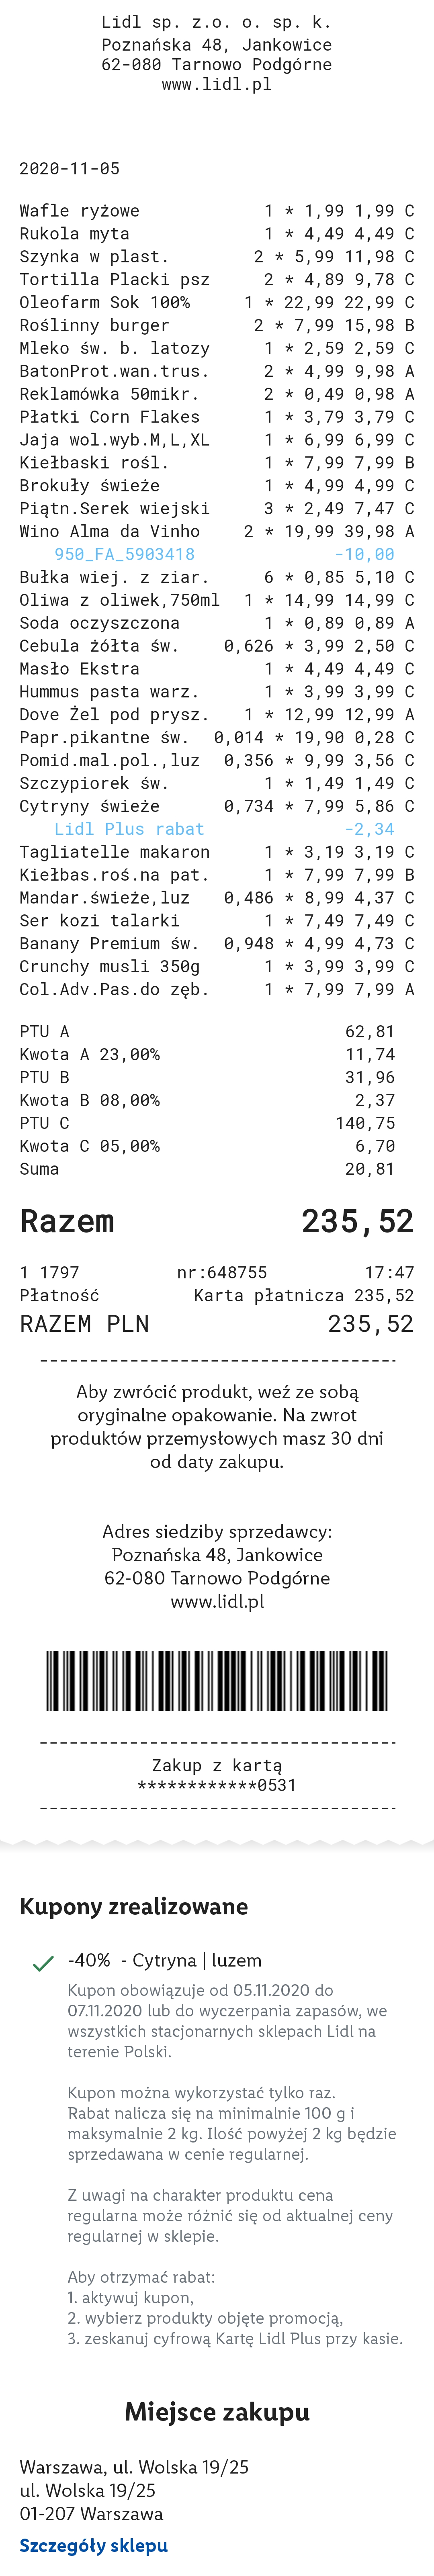 Lidl sp. z.o. o. sp. k.
Poznańska 48, Jankowice
62-080 Tarnowo Podgórne
www.lidl.pl
2020-11-05
Wafle ryżowe 1 * 1,99 1,99 C
Rukola myta 1 * 4,49 4,49 C
Szynka w plast. 2 * 5,99 11,98 C
Tortilla Placki psz 2 * 4,89 9,78 C
Oleofarm Sok 100% 1 * 22,99 22,99 C
Roślinny burger 2 * 7,99 15,98 B
Mleko św. b. latozy 1 * 2,59 2,59 C
BatonProt.wan.trus. 2 * 4,99 9,98 A
Reklamówka 50mikr. 2 * 0,49 0,98 A
Płatki Corn Flakes 1 * 3,79 3,79 C
Jaja wol.wyb.M,L,XL 1 * 6,99 6,99 C
Kiełbaski rośl. 1 * 7,99 7,99 B
Brokuły świeże 1 * 4,99 4,99 C
Piątn.Serek wiejski 3 * 2,49 7,47 C
Wino Alma da Vinho 2 * 19,99 39,98 A
950_FA_5903418 -10,00
Bułka wiej. z ziar. 6 * 0,85 5,10 C
Oliwa z oliwek,750ml 1 * 14,99 14,99 C
Soda oczyszczona 1 * 0,89 0,89 A
Cebula żółta św. 0,626 * 3,99 2,50 C
Masło Ekstra 1 * 4,49 4,49 C
Hummus pasta warz. 1 * 3,99 3,99 C
Dove Żel pod prysz. 1 * 12,99 12,99 A
Papr.pikantne św. 0,014 * 19,90 0,28 C
Pomid.mal.pol.,luz 0,356 * 9,99 3,56 C
Szczypiorek św. 1 * 1,49 1,49 C
Cytryny świeże 0,734 * 7,99 5,86 C
Lidl Plus rabat -2,34
Tagliatelle makaron 1 * 3,19 3,19 C
Kiełbas.roś.na pat. 1 * 7,99 7,99 B
Mandar.świeże,luz 0,486 * 8,99 4,37 C
Ser kozi talarki 1 * 7,49 7,49 C
Banany Premium św. 0,948 * 4,99 4,73 C
Crunchy musli 350g 1 * 3,99 3,99 C
Col.Adv.Pas.do zęb. 1 * 7,99 7,99 A
PTU A 62,81
Kwota A 23,00% 11,74
PTU B 31,96
Kwota B 08,00% 2,37
PTU C 140,75
Kwota C 05,00% 6,70
Suma 20,81
Razem 235,52
1 1797 nr:648755 17:47
Płatność Karta płatnicza 235,52
RAZEM PLN 235,52
Aby zwrócić produkt, weź ze sobą
oryginalne opakowanie. Na zwrot
produktów przemysłowych masz 30 dni
od daty zakupu.
Adres siedziby sprzedawcy:
Poznańska 48, Jankowice
62-080 Tarnowo Podgórne
www.lidl.pl
Zakup z kartą
************0531
Kupony zrealizowane
-40% - Cytryna | luzem
Kupon obowiązuje od 05.11.2020 do
07.11.2020 lub do wyczerpania zapasów, we
wszystkich stacjonarnych sklepach Lidl na
terenie Polski.
Kupon można wykorzystać tylko raz.
Rabat nalicza się na minimalnie 100 g i
maksymalnie 2 kg. Ilość powyżej 2 kg będzie
sprzedawana w cenie regularnej.
Z uwagi na charakter produktu cena
regularna może różnić się od aktualnej ceny
regularnej w sklepie.
Aby otrzymać rabat:
1. aktywuj kupon,
2. wybierz produkty objęte promocją,
3. zeskanuj cyfrową Kartę Lidl Plus przy kasie.
Miejsce zakupu
Warszawa, ul. Wolska 19/25
ul. Wolska 19/25
01-207 Warszawa
Szczegóły sklepu